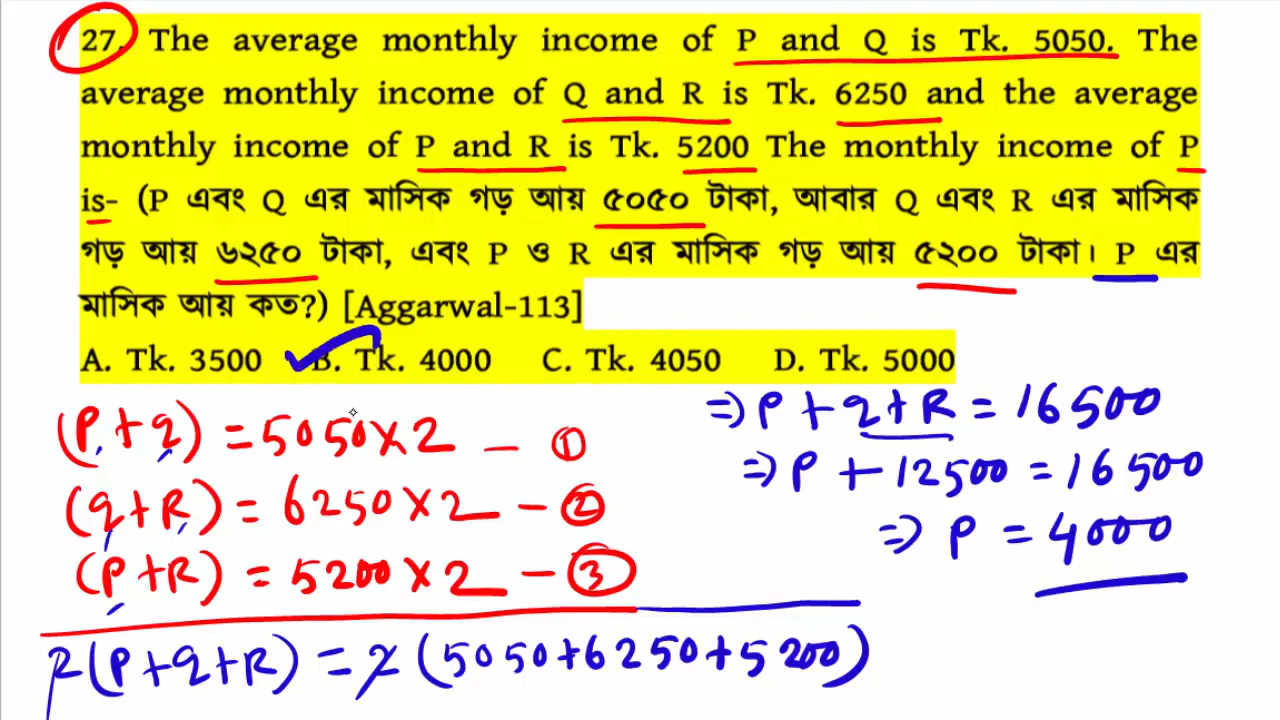 27. The average monthly income of P and Q is Tk. 5050. The
average monthly income of Q and R is Tk. 6250 and the average
monthly income of P and R is Tk. 5200 The monthly income of P
is- (P এবং Q এর মাসিক গড় আয় ৫০৫০ টাকা, আবার Q এবং R এর মাসিক
গড় আয় ৬২৫০ টাকা, এবং P ও R এর মাসিক গড় আয় ৫২০০ টাকা। P এর
মাসিক আয় কত?) [Aggarwal-113]
A. Tk. 3500 B. Tk. 4000 C. Tk. 4050 D. Tk. 5000
(P + q) = 5050 × 2 — ①
(q + R) = 6250 × 2 — ②
(P + R) = 5200 × 2 — ③
2(P + q + R) = 2(5050 + 6250 + 5200)
⇒ P + q + R = 16500
⇒ P + 12500 = 16500
⇒ P = 4000